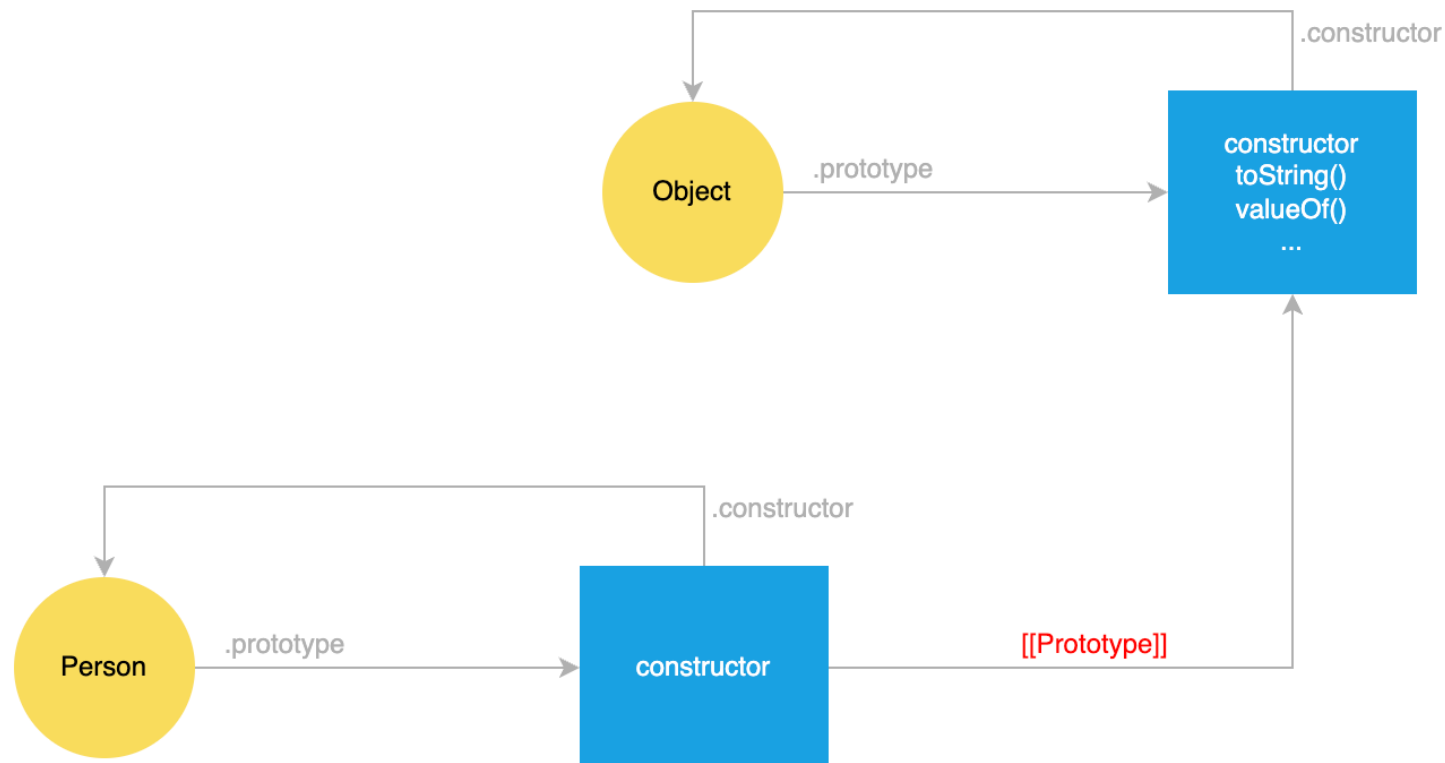 .constructor
constructor
toString()
valueOf()
...
.prototype
Object
.constructor
.prototype
[[Prototype]]
Person
constructor